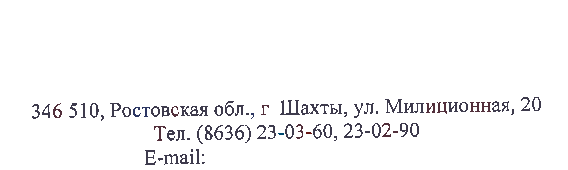 346 510, Ростовская обл., г Шахты, ул. Милиционная, 20
Тел. (8636) 23-03-60, 23-02-90
E-mail: